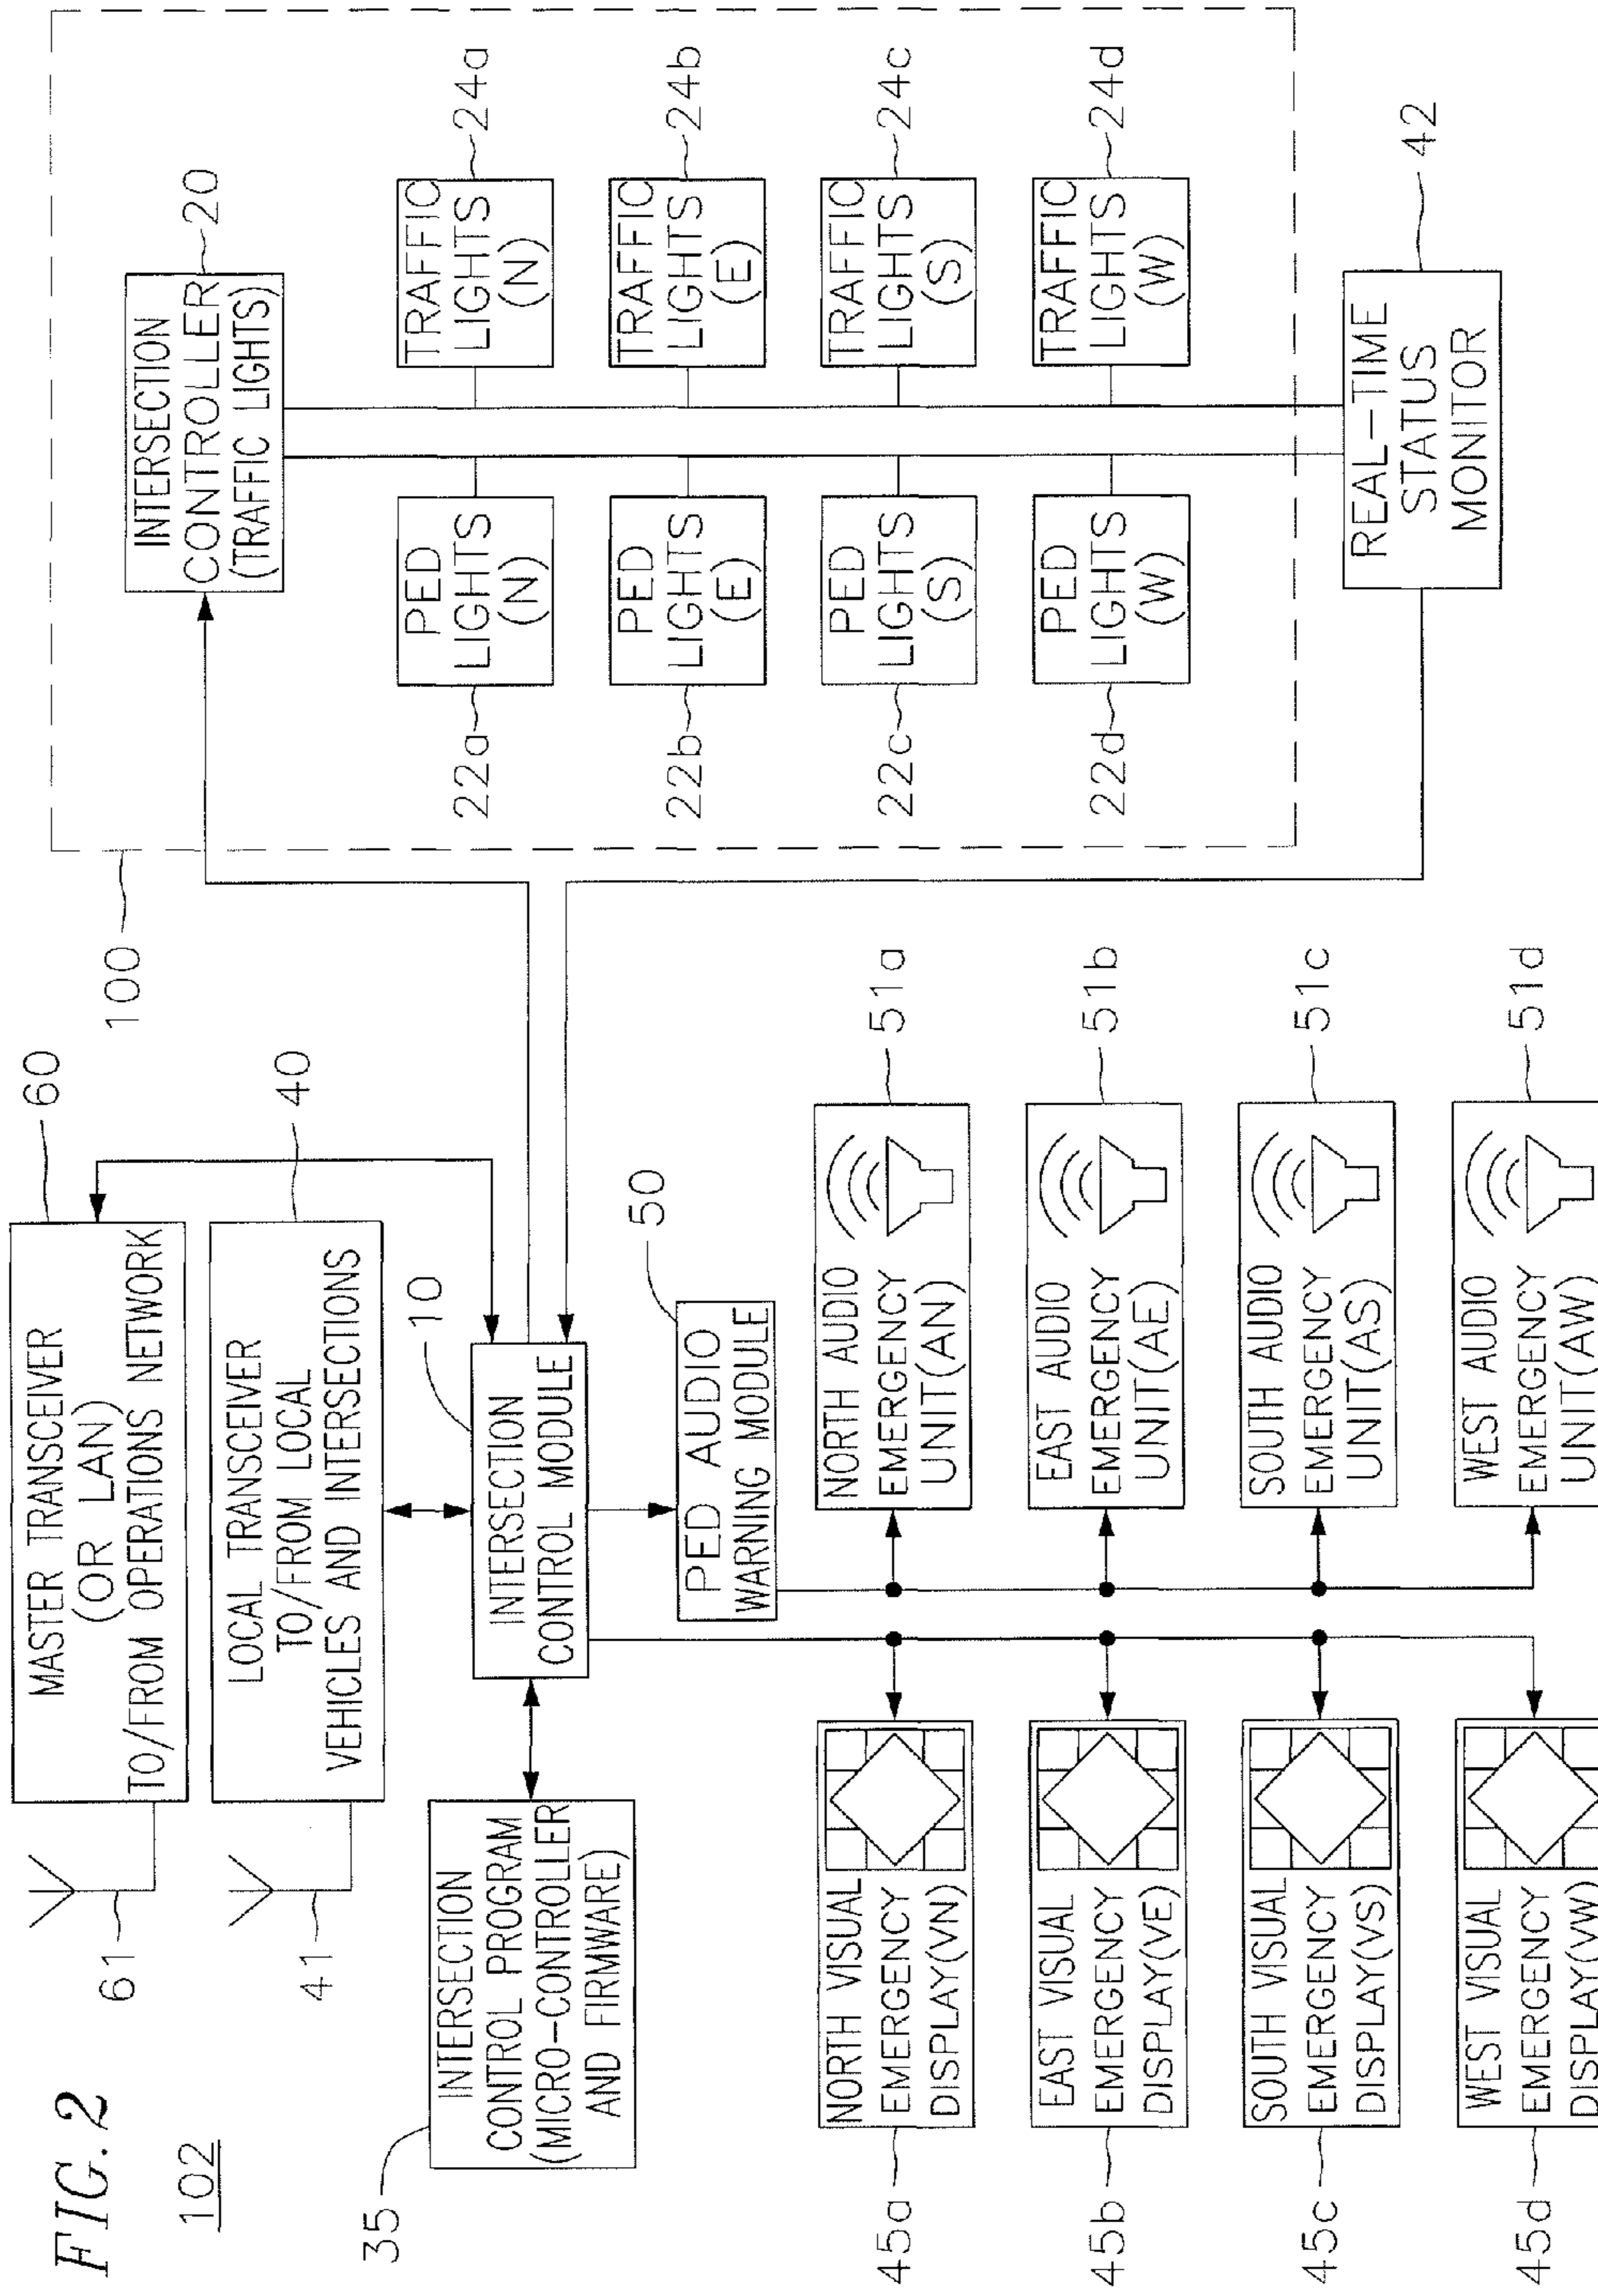 FIG.2
102
MASTER TRANSCEIVER
(OR LAN)
TO/FROM OPERATIONS NETWORK
60
61
LOCAL TRANSCEIVER
TO/FROM LOCAL
VEHICLES AND INTERSECTIONS
40
41
INTERSECTION
CONTROL PROGRAM
(MICRO-CONTROLLER
AND FIRMWARE)
35
INTERSECTION
CONTROL MODULE
10
PED AUDIO
WARNING MODULE
50
100
INTERSECTION
CONTROLLER
(TRAFFIC LIGHTS)
20
PED
LIGHTS
(N)
22a
TRAFFIC
LIGHTS
(N)
24a
PED
LIGHTS
(E)
22b
TRAFFIC
LIGHTS
(E)
24b
PED
LIGHTS
(S)
22c
TRAFFIC
LIGHTS
(S)
24c
PED
LIGHTS
(W)
22d
TRAFFIC
LIGHTS
(W)
24d
REAL-TIME
STATUS
MONITOR
42
NORTH VISUAL
EMERGENCY
DISPLAY(VN)
45a
NORTH AUDIO
EMERGENCY
UNIT(AN)
51a
EAST VISUAL
EMERGENCY
DISPLAY(VE)
45b
EAST AUDIO
EMERGENCY
UNIT(AE)
51b
SOUTH VISUAL
EMERGENCY
DISPLAY(VS)
45c
SOUTH AUDIO
EMERGENCY
UNIT(AS)
51c
WEST VISUAL
EMERGENCY
DISPLAY(VW)
45d
WEST AUDIO
EMERGENCY
UNIT(AW)
51d